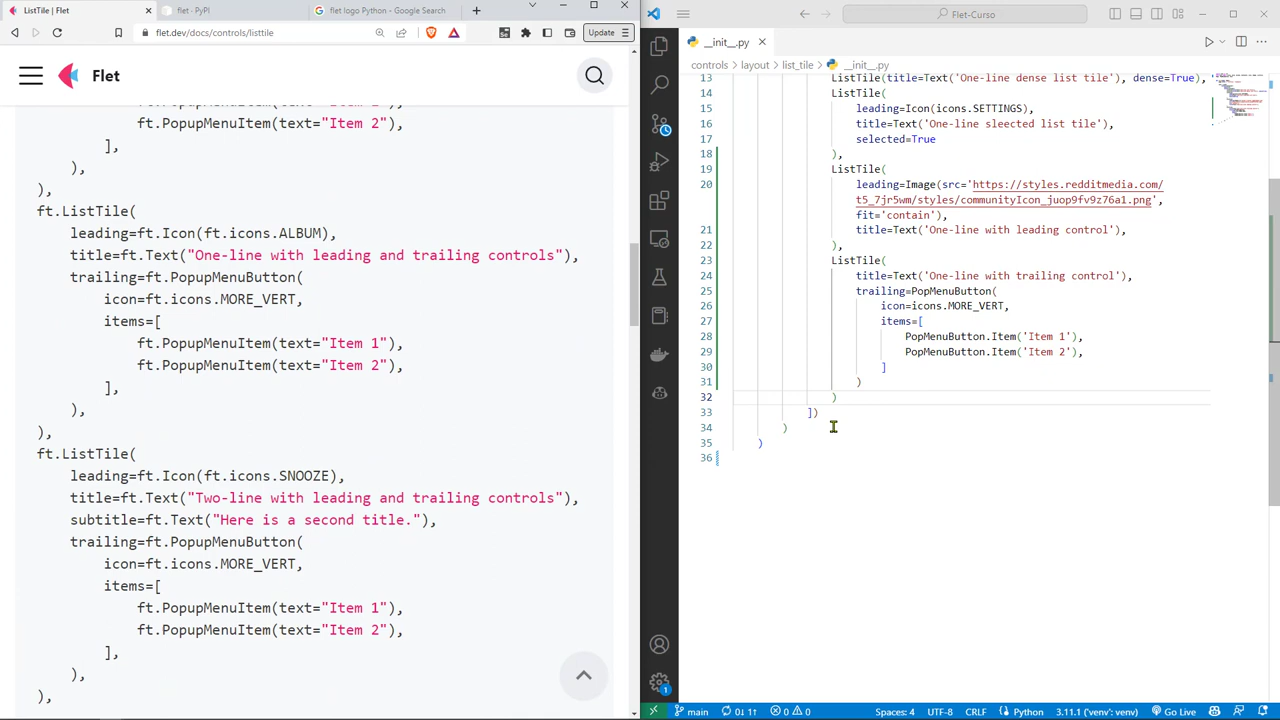 ListTile | Flet
flet · PyPI
flet logo Python - Google Search
flet.dev/docs/controls/listtile
Update
Flet
ft.PopupMenuItem(text="Item 2"),
],
),
),
ft.ListTile(
leading=ft.Icon(ft.icons.ALBUM),
title=ft.Text("One-line with leading and trailing controls"),
trailing=ft.PopupMenuButton(
icon=ft.icons.MORE_VERT,
items=[
ft.PopupMenuItem(text="Item 1"),
ft.PopupMenuItem(text="Item 2"),
],
),
),
ft.ListTile(
leading=ft.Icon(ft.icons.SNOOZE),
title=ft.Text("Two-line with leading and trailing controls"),
subtitle=ft.Text("Here is a second title."),
trailing=ft.PopupMenuButton(
icon=ft.icons.MORE_VERT,
items=[
ft.PopupMenuItem(text="Item 1"),
ft.PopupMenuItem(text="Item 2"),
],
),
),
Flet-Curso
__init__.py
controls > layout > list_tile > __init__.py
13 ListTile(title=Text('One-line dense list tile'), dense=True),
14 ListTile(
15 leading=Icon(icons.SETTINGS),
16 title=Text('One-line sleected list tile'),
17 selected=True
18 ),
19 ListTile(
20 leading=Image(src='https://styles.redditmedia.com/
t5_7jr5wm/styles/communityIcon_juop9fv9z76a1.png',
fit='contain'),
21 title=Text('One-line with leading control'),
22 ),
23 ListTile(
24 title=Text('One-line with trailing control'),
25 trailing=PopMenuButton(
26 icon=icons.MORE_VERT,
27 items=[
28 PopMenuButton.Item('Item 1'),
29 PopMenuButton.Item('Item 2'),
30 ]
31 )
32 )
33 ])
34 )
35 )
36
1
main 0↓ 1↑ 0 0 Spaces: 4 UTF-8 CRLF Python 3.11.1 ('venv': venv) Go Live